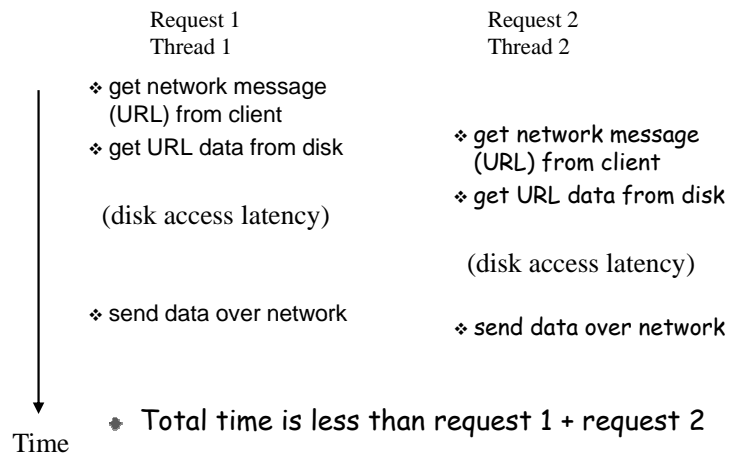 Request 1
Thread 1
❖ get network message
(URL) from client
❖ get URL data from disk
(disk access latency)
❖ send data over network
Request 2
Thread 2
❖ get network message
(URL) from client
❖ get URL data from disk
(disk access latency)
❖ send data over network
Time
Total time is less than request 1 + request 2